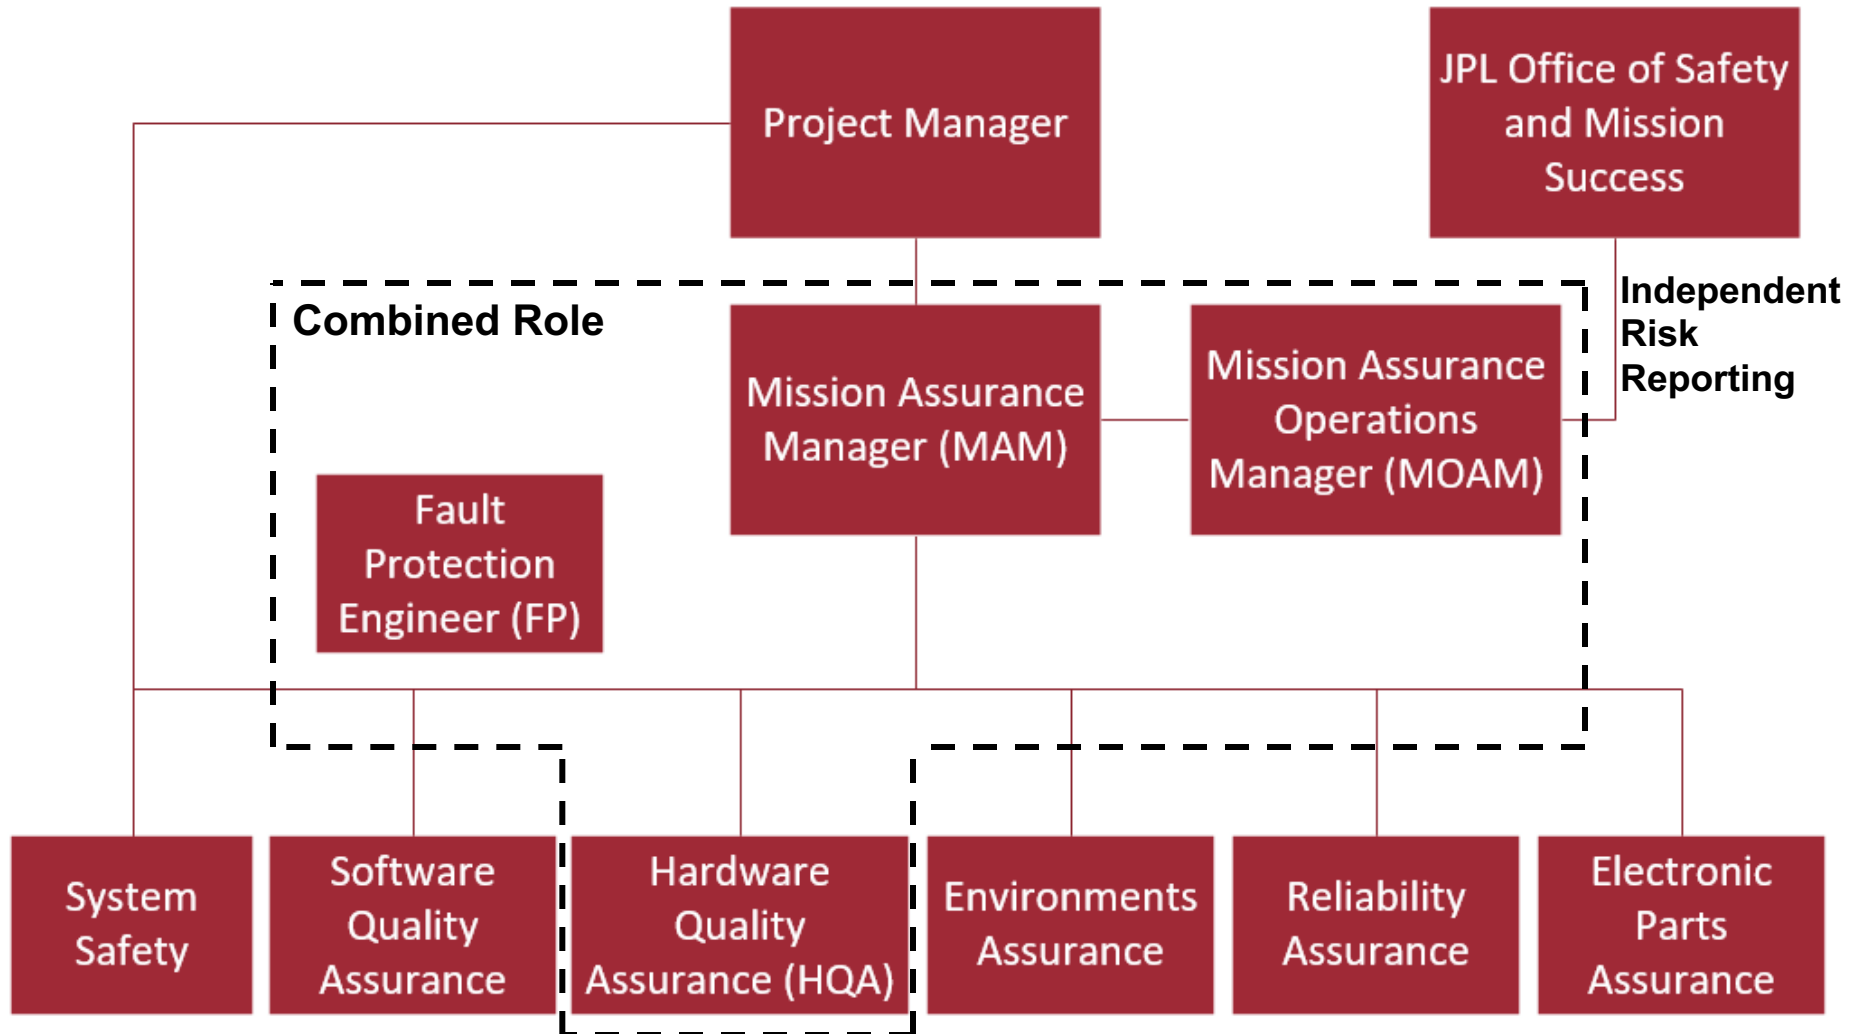 Project Manager
JPL Office of Safety
and Mission
Success
Independent
Risk
Reporting
Combined Role
Mission Assurance
Manager (MAM)
Mission Assurance
Operations
Manager (MOAM)
Fault
Protection
Engineer (FP)
System
Safety
Software
Quality
Assurance
Hardware
Quality
Assurance (HQA)
Environments
Assurance
Reliability
Assurance
Electronic
Parts
Assurance